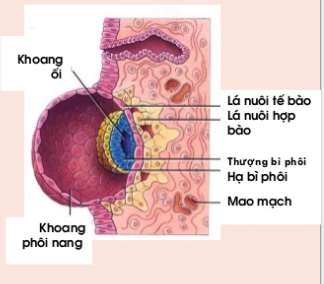 Khoang
ối
Lá nuôi tế bào
Lá nuôi hợp
bào
Thượng bì phôi
Hạ bì phôi
Mao mạch
Khoang
phôi nang